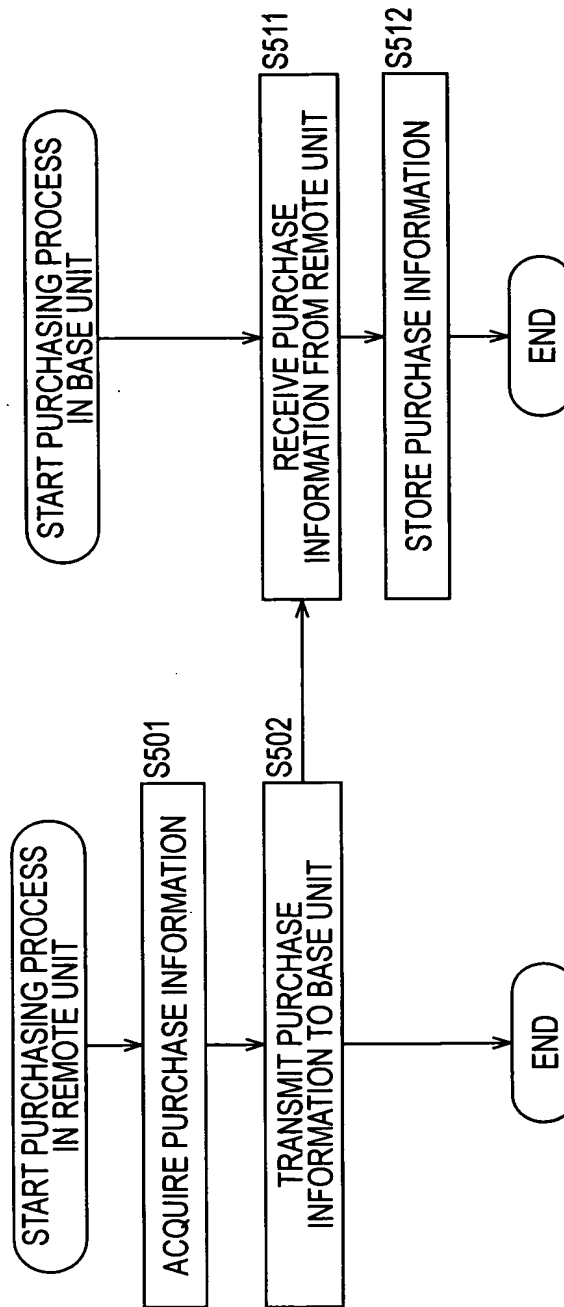 START PURCHASING PROCESS
IN REMOTE UNIT
S501
ACQUIRE PURCHASE INFORMATION
S502
TRANSMIT PURCHASE
INFORMATION TO BASE UNIT
END
START PURCHASING PROCESS
IN BASE UNIT
S511
RECEIVE PURCHASE
INFORMATION FROM REMOTE UNIT
S512
STORE PURCHASE INFORMATION
END